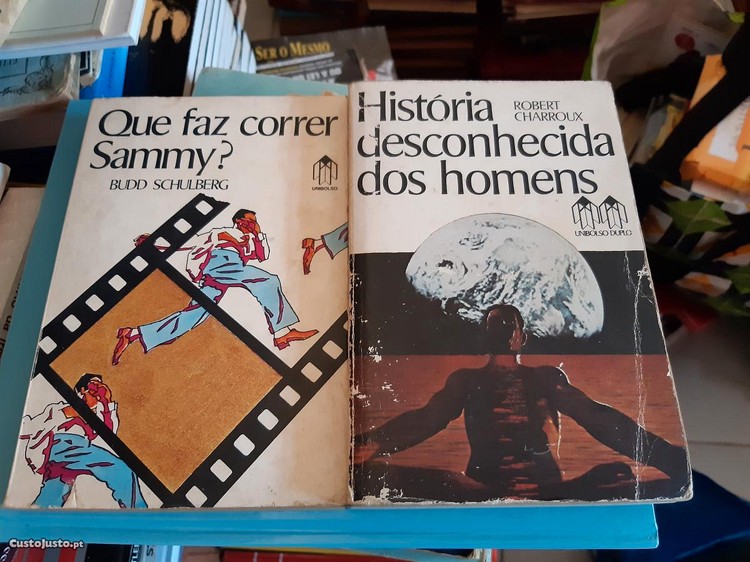 SER O MESMO
Que faz correr
Sammy?
BUDD SCHULBERG
UNIBOLSO
História
ROBERT
CHARROUX
desconhecida
dos homens
UNIBOLSO DUPLO
CustoJusto.pt